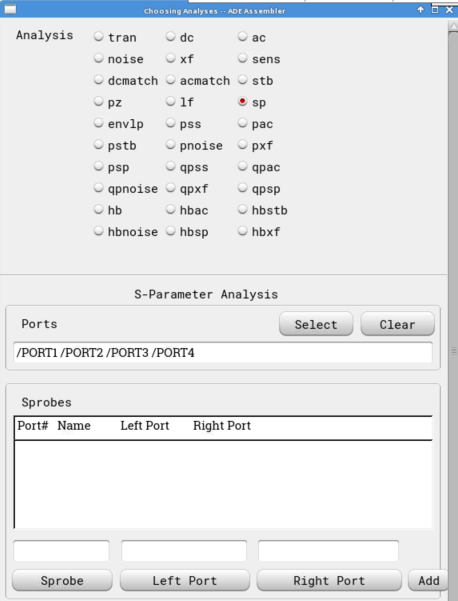 Choosing Analyses -- ADE Assembler
Analysis tran dc ac
noise xf sens
dcmatch acmatch stb
pz lf sp
envlp pss pac
pstb pnoise pxf
psp qpss qpac
qpnoise qpxf qpsp
hb hbac hbstb
hbnoise hbsp hbxf
S-Parameter Analysis
Ports Select Clear
/PORT1 /PORT2 /PORT3 /PORT4
Sprobes
Port# Name Left Port Right Port
Sprobe Left Port Right Port Add